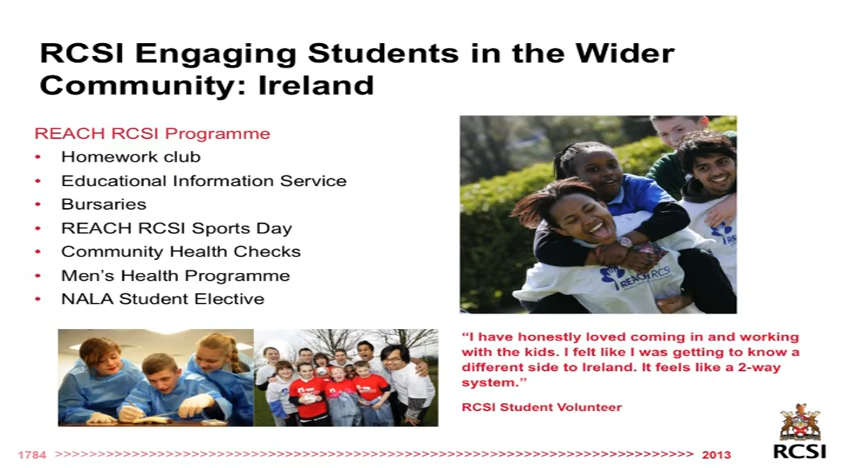 RCSI Engaging Students in the Wider
Community: Ireland
REACH RCSI Programme
• Homework club
• Educational Information Service
• Bursaries
• REACH RCSI Sports Day
• Community Health Checks
• Men’s Health Programme
• NALA Student Elective
REACH RCSI
“I have honestly loved coming in and working
with the kids. I felt like I was getting to know a
different side to Ireland. It feels like a 2-way
system.”
RCSI Student Volunteer
1784 >>>>>>>>>>>>>>>>>>>>>>>>>>>>>>>>>>>>>>>>>>>>>>>>>>>>>>>>>>>>>>>>>>>>>>>>>>>>>>>> 2013
RCSI